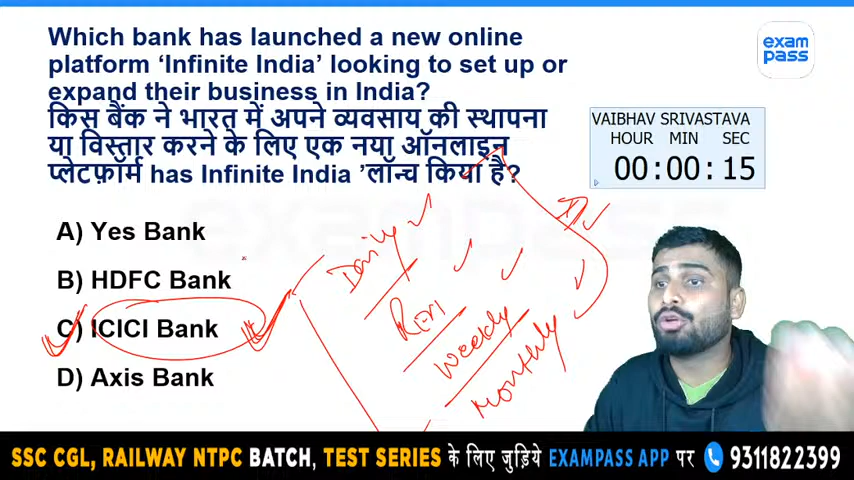 Which bank has launched a new online
platform ‘Infinite India’ looking to set up or
expand their business in India?
किस बैंक ने भारत में अपने व्यवसाय की स्थापना
या विस्तार करने के लिए एक नया ऑनलाइन
प्लेटफ़ॉर्म has Infinite India ’लॉन्च किया है?
exam
pass
VAIBHAV SRIVASTAVA
HOUR MIN SEC
00:00:15
A) Yes Bank
B) HDFC Bank
C) ICICI Bank
D) Axis Bank
Daily
Weekly
Monthly
SSC CGL, RAILWAY NTPC BATCH, TEST SERIES के लिए जुड़िये EXAMPASS APP पर 9311822399